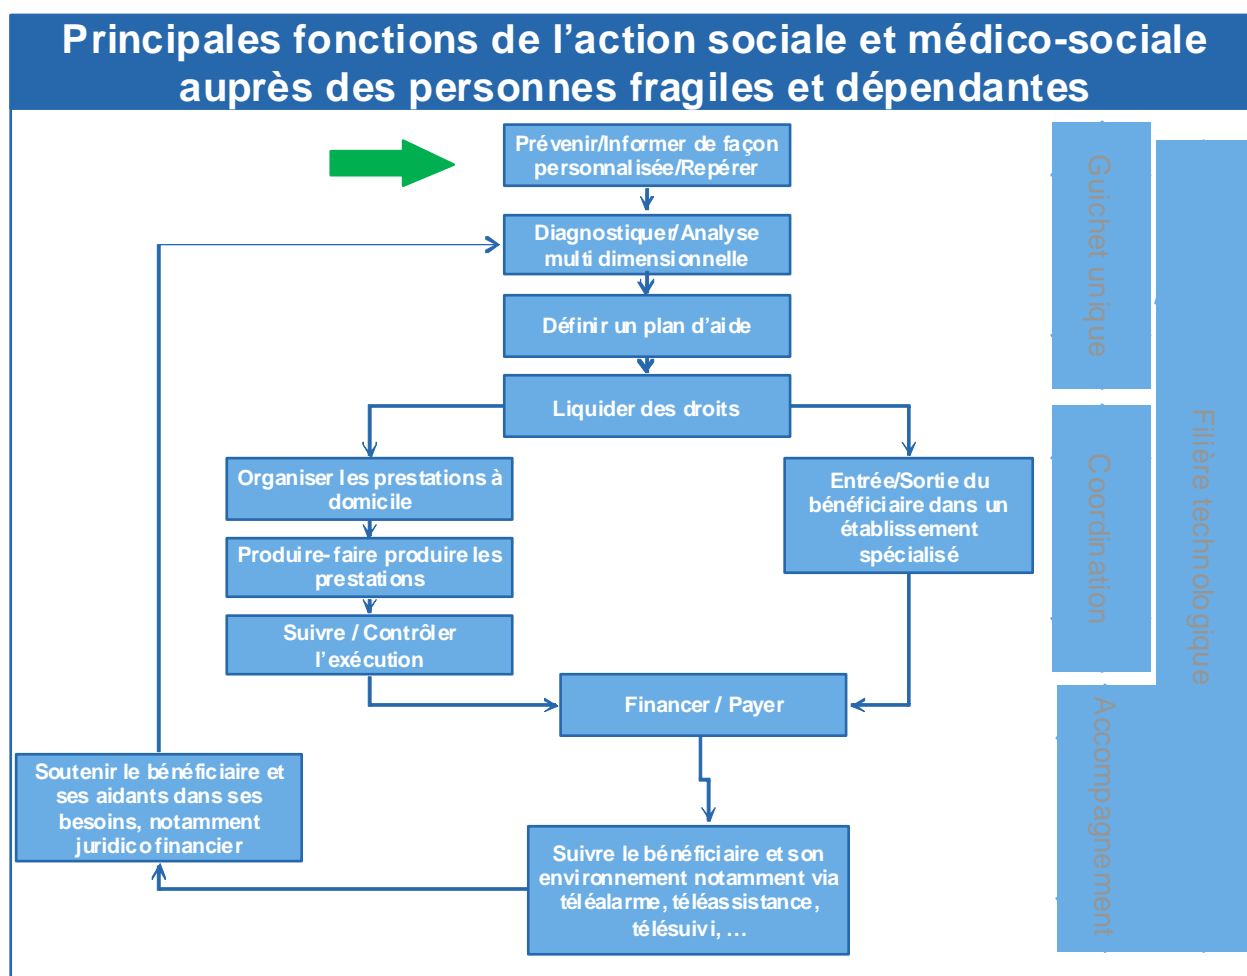 Principales fonctions de l’action sociale et médico-sociale
auprès des personnes fragiles et dépendantes
Prévenir/Informer de façon
personnalisée/Repérer
Diagnostiquer/Analyse
multi dimensionnelle
Définir un plan d’aide
Liquider des droits
Organiser les prestations à
domicile
Produire-faire produire les
prestations
Suivre / Contrôler
l’exécution
Entrée/Sortie du
bénéficiaire dans un
établissement
spécialisé
Financer / Payer
Soutenir le bénéficiaire et
ses aidants dans ses
besoins, notamment
juridico financier
Suivre le bénéficiaire et son
environnement notamment via
téléalarme, téléassistance,
télésuivi, …
Guichet unique
Coordination
Accompagnement
Filière technologique